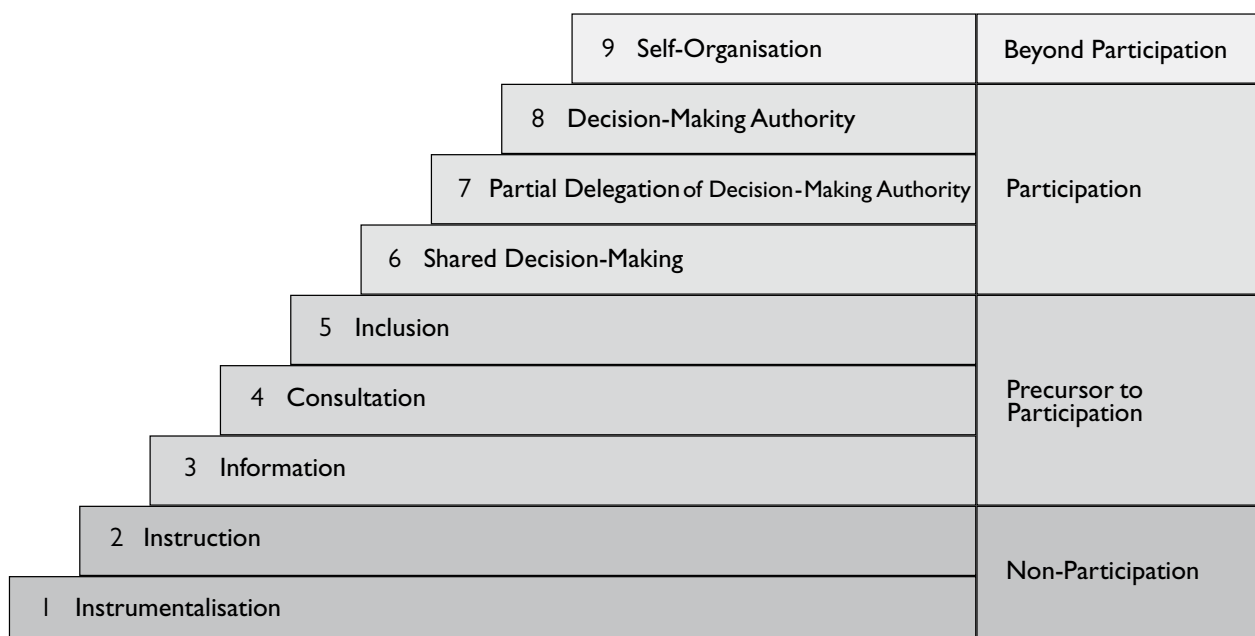 9 Self-Organisation Beyond Participation
8 Decision-Making Authority
7 Partial Delegation of Decision-Making Authority Participation
6 Shared Decision-Making
5 Inclusion
4 Consultation Precursor to
Participation
3 Information
2 Instruction
Non-Participation
1 Instrumentalisation